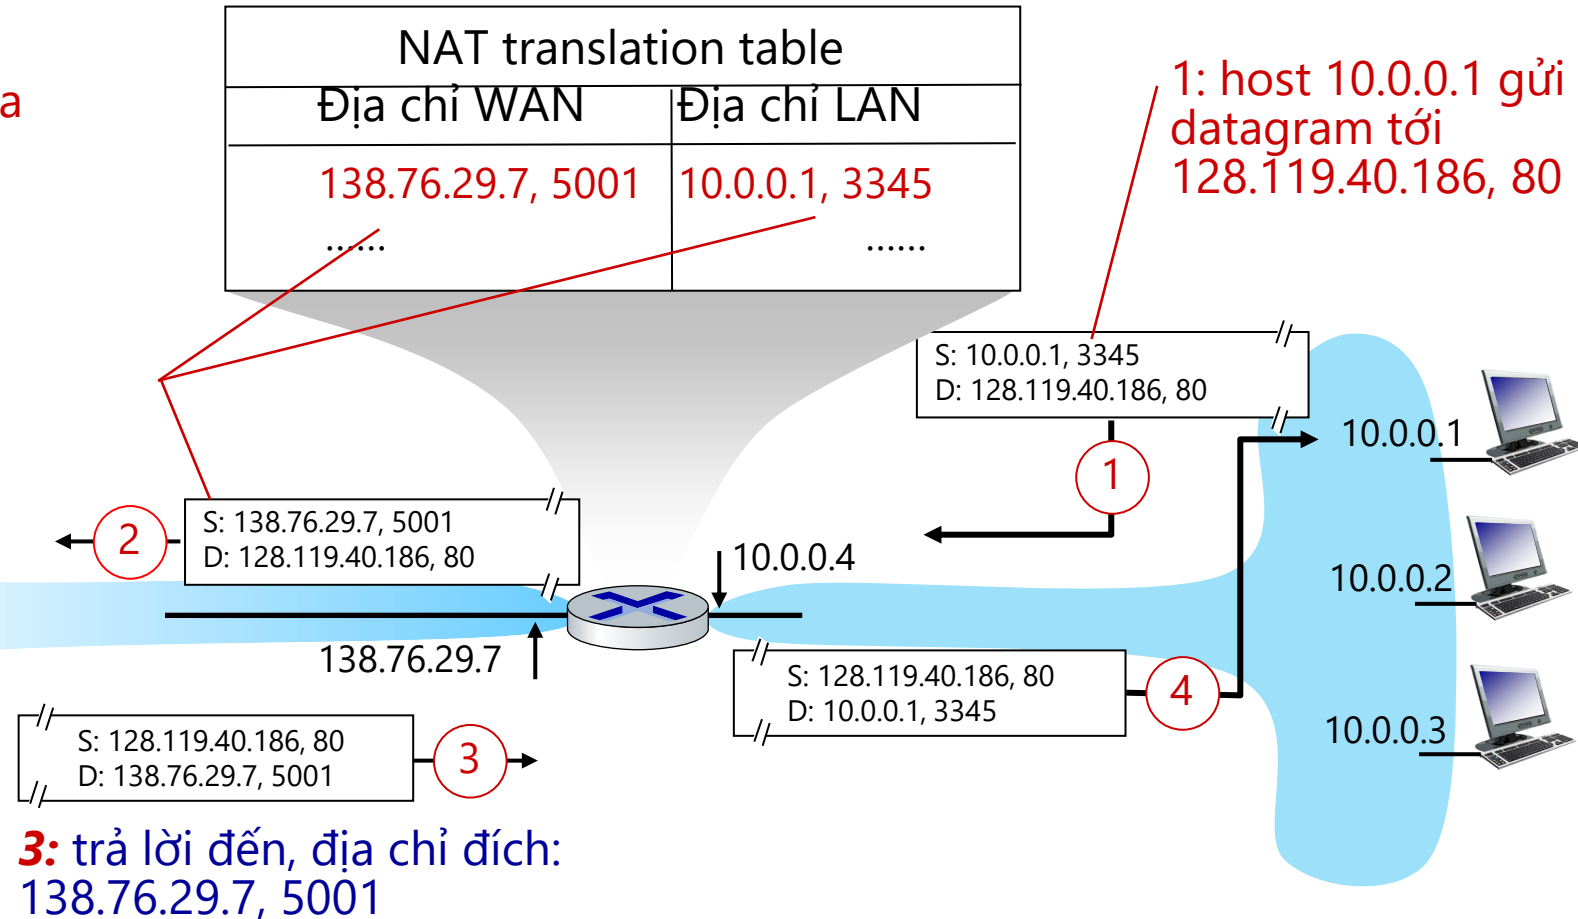 NAT translation table
Địa chỉ WAN Địa chỉ LAN
138.76.29.7, 5001 10.0.0.1, 3345
...... ......
a
1: host 10.0.0.1 gửi
datagram tới
128.119.40.186, 80
S: 10.0.0.1, 3345
D: 128.119.40.186, 80
1
10.0.0.1
2
S: 138.76.29.7, 5001
D: 128.119.40.186, 80
10.0.0.4
10.0.0.2
138.76.29.7
S: 128.119.40.186, 80
D: 10.0.0.1, 3345
4
10.0.0.3
S: 128.119.40.186, 80
D: 138.76.29.7, 5001
3
3: trả lời đến, địa chỉ đích:
138.76.29.7, 5001